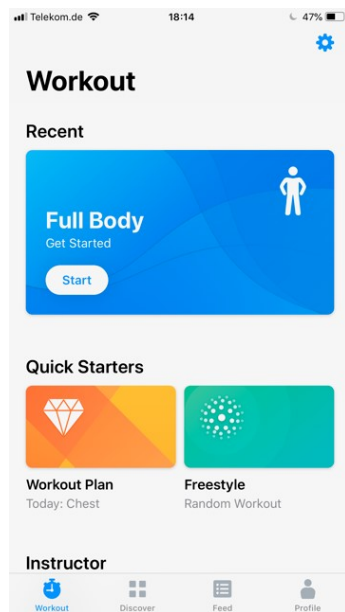 Telekom.de 18:14 47%
Workout
Recent
Full Body
Get Started
Start
Quick Starters
Workout Plan Freestyle
Today: Chest Random Workout
Instructor
Workout Discover Feed Profile